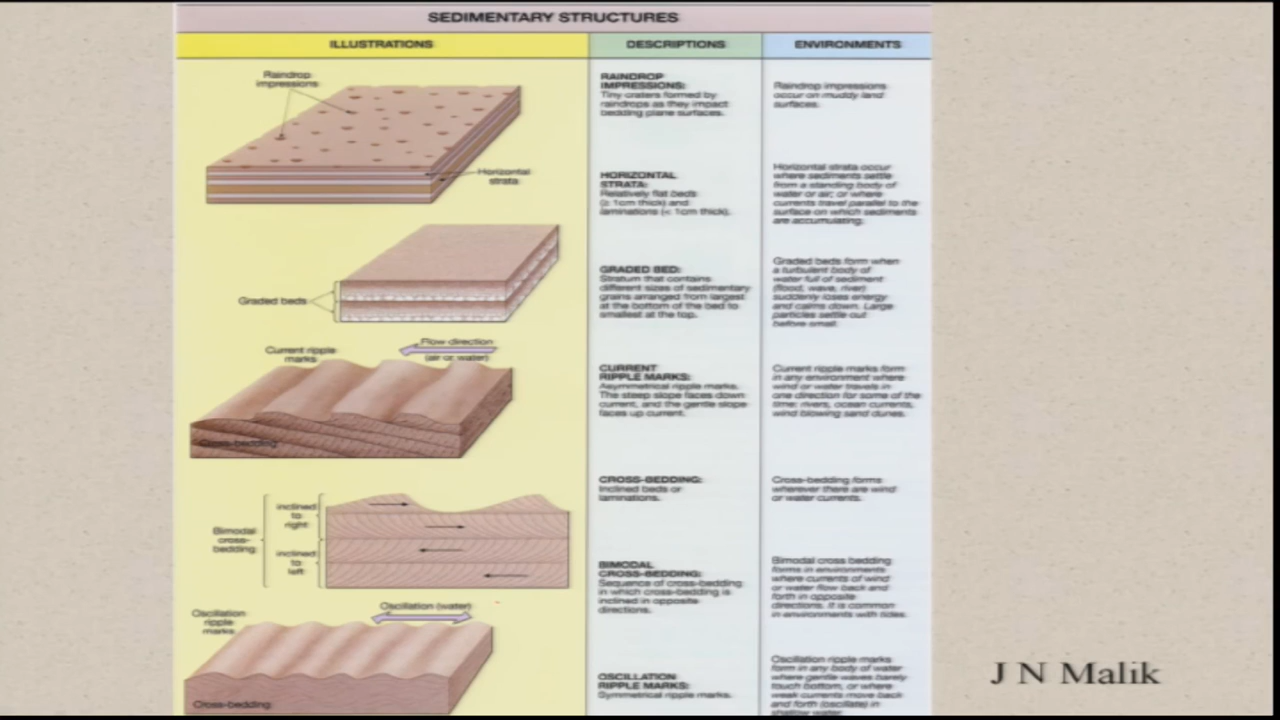 SEDIMENTARY STRUCTURES
ILLUSTRATIONS
DESCRIPTIONS
ENVIRONMENTS
Raindrop
impressions
Horizontal
strata
RAINDROP
IMPRESSIONS:
Tiny craters formed by
raindrops as they impact
bedding plane surfaces.
Raindrop impressions
occur on muddy land
surfaces.
HORIZONTAL
STRATA:
Relatively flat beds
(≥ 1cm thick) and
laminations (< 1cm thick).
Horizontal strata occur
where sediments settle
from a standing body of
water or air; or where
currents travel parallel to the
surface on which sediments
are accumulating.
Graded beds
GRADED BED:
Stratum that contains
different sizes of sedimentary
grains arranged from largest
at the bottom of the bed to
smallest at the top.
Graded beds form when
a turbulent body of
water full of sediment
(flood, wave, river)
suddenly loses energy
and calms down. Large
particles settle out
before small.
Current ripple
marks
Flow direction
(air or water)
Cross-bedding
CURRENT
RIPPLE MARKS:
Asymmetrical ripple marks.
The steep slope faces down
current, and the gentle slope
faces up current.
Current ripple marks form
in any environment where
wind or water travels in
one direction for some of the
time: rivers, ocean currents,
wind blowing sand dunes.
Bimodal
cross-
bedding
inclined
to
right
inclined
to
left
CROSS-BEDDING:
Inclined beds or
laminations.
Cross-bedding forms
wherever there are wind
or water currents.
BIMODAL
CROSS-BEDDING:
Sequence of cross-bedding
in which cross-bedding is
inclined in opposite
directions.
Bimodal cross bedding
forms in environments
where currents of wind
or water flow back and
forth in opposite
directions. It is common
in environments with tides.
Oscillation
ripple
marks
Oscillation (water)
Cross-bedding
OSCILLATION
RIPPLE MARKS:
Symmetrical ripple marks.
Oscillation ripple marks
form in any body of water
where gentle waves barely
touch bottom, or where
weak currents move back
and forth (oscillate) in
shallow water.
J N Malik